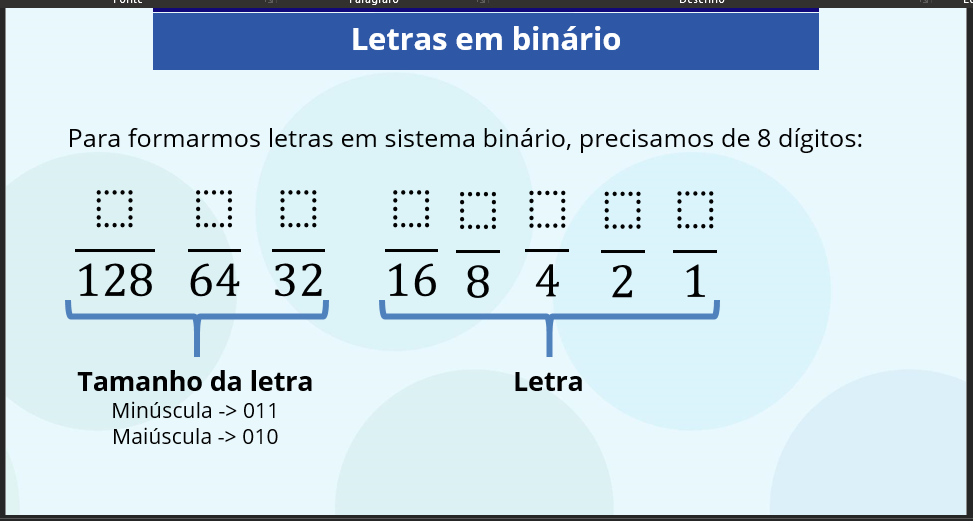 Letras em binário
Para formarmos letras em sistema binário, precisamos de 8 dígitos:
128 64 32 16 8 4 2 1
Tamanho da letra Letra
Minúscula -> 011
Maiúscula -> 010